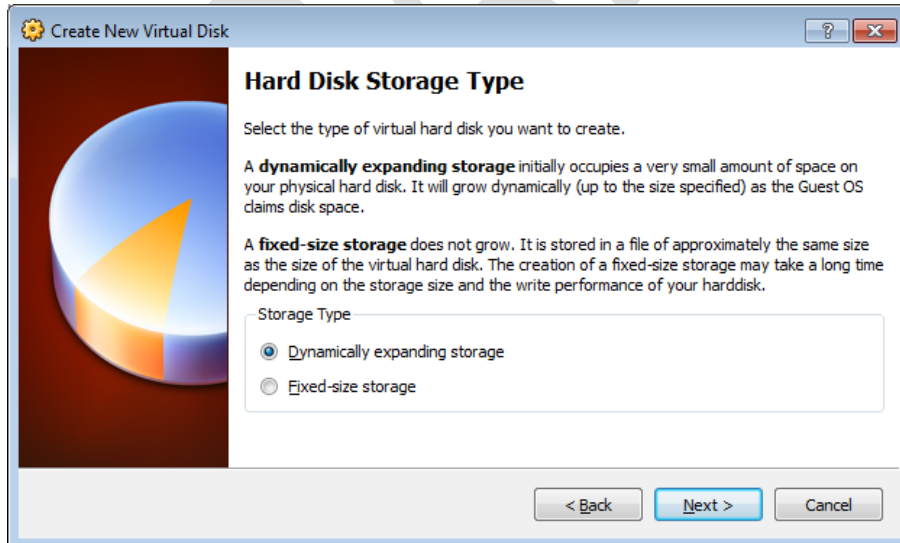 Create New Virtual Disk
Hard Disk Storage Type
Select the type of virtual hard disk you want to create.
A dynamically expanding storage initially occupies a very small amount of space on
your physical hard disk. It will grow dynamically (up to the size specified) as the Guest OS
claims disk space.
A fixed-size storage does not grow. It is stored in a file of approximately the same size
as the size of the virtual hard disk. The creation of a fixed-size storage may take a long time
depending on the storage size and the write performance of your harddisk.
Storage Type
Dynamically expanding storage
Fixed-size storage
< Back
Next >
Cancel